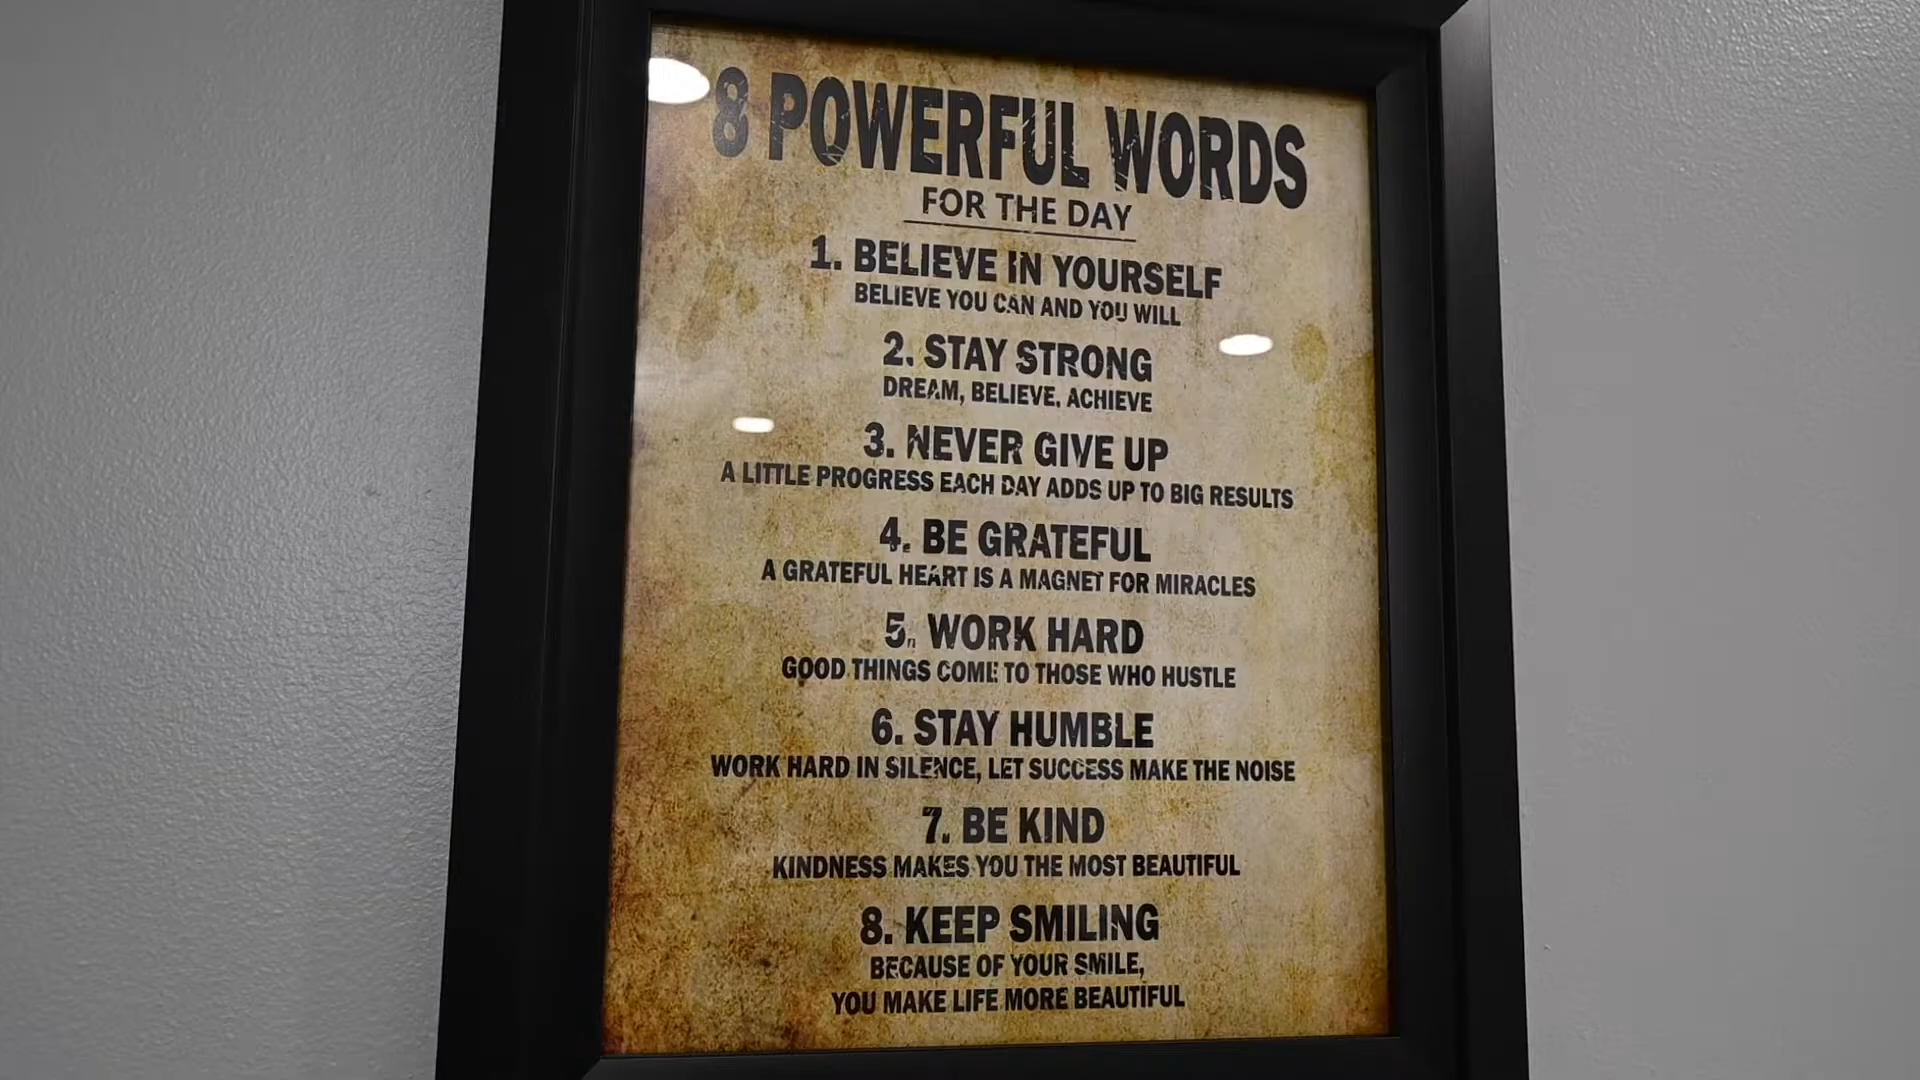 8 POWERFUL WORDS
FOR THE DAY
1. BELIEVE IN YOURSELF
BELIEVE YOU CAN AND YOU WILL
2. STAY STRONG
DREAM, BELIEVE. ACHIEVE
3. NEVER GIVE UP
A LITTLE PROGRESS EACH DAY ADDS UP TO BIG RESULTS
4. BE GRATEFUL
A GRATEFUL HEART IS A MAGNET FOR MIRACLES
5. WORK HARD
GOOD THINGS COME TO THOSE WHO HUSTLE
6. STAY HUMBLE
WORK HARD IN SILENCE, LET SUCCESS MAKE THE NOISE
7. BE KIND
KINDNESS MAKES YOU THE MOST BEAUTIFUL
8. KEEP SMILING
BECAUSE OF YOUR SMILE,
YOU MAKE LIFE MORE BEAUTIFUL